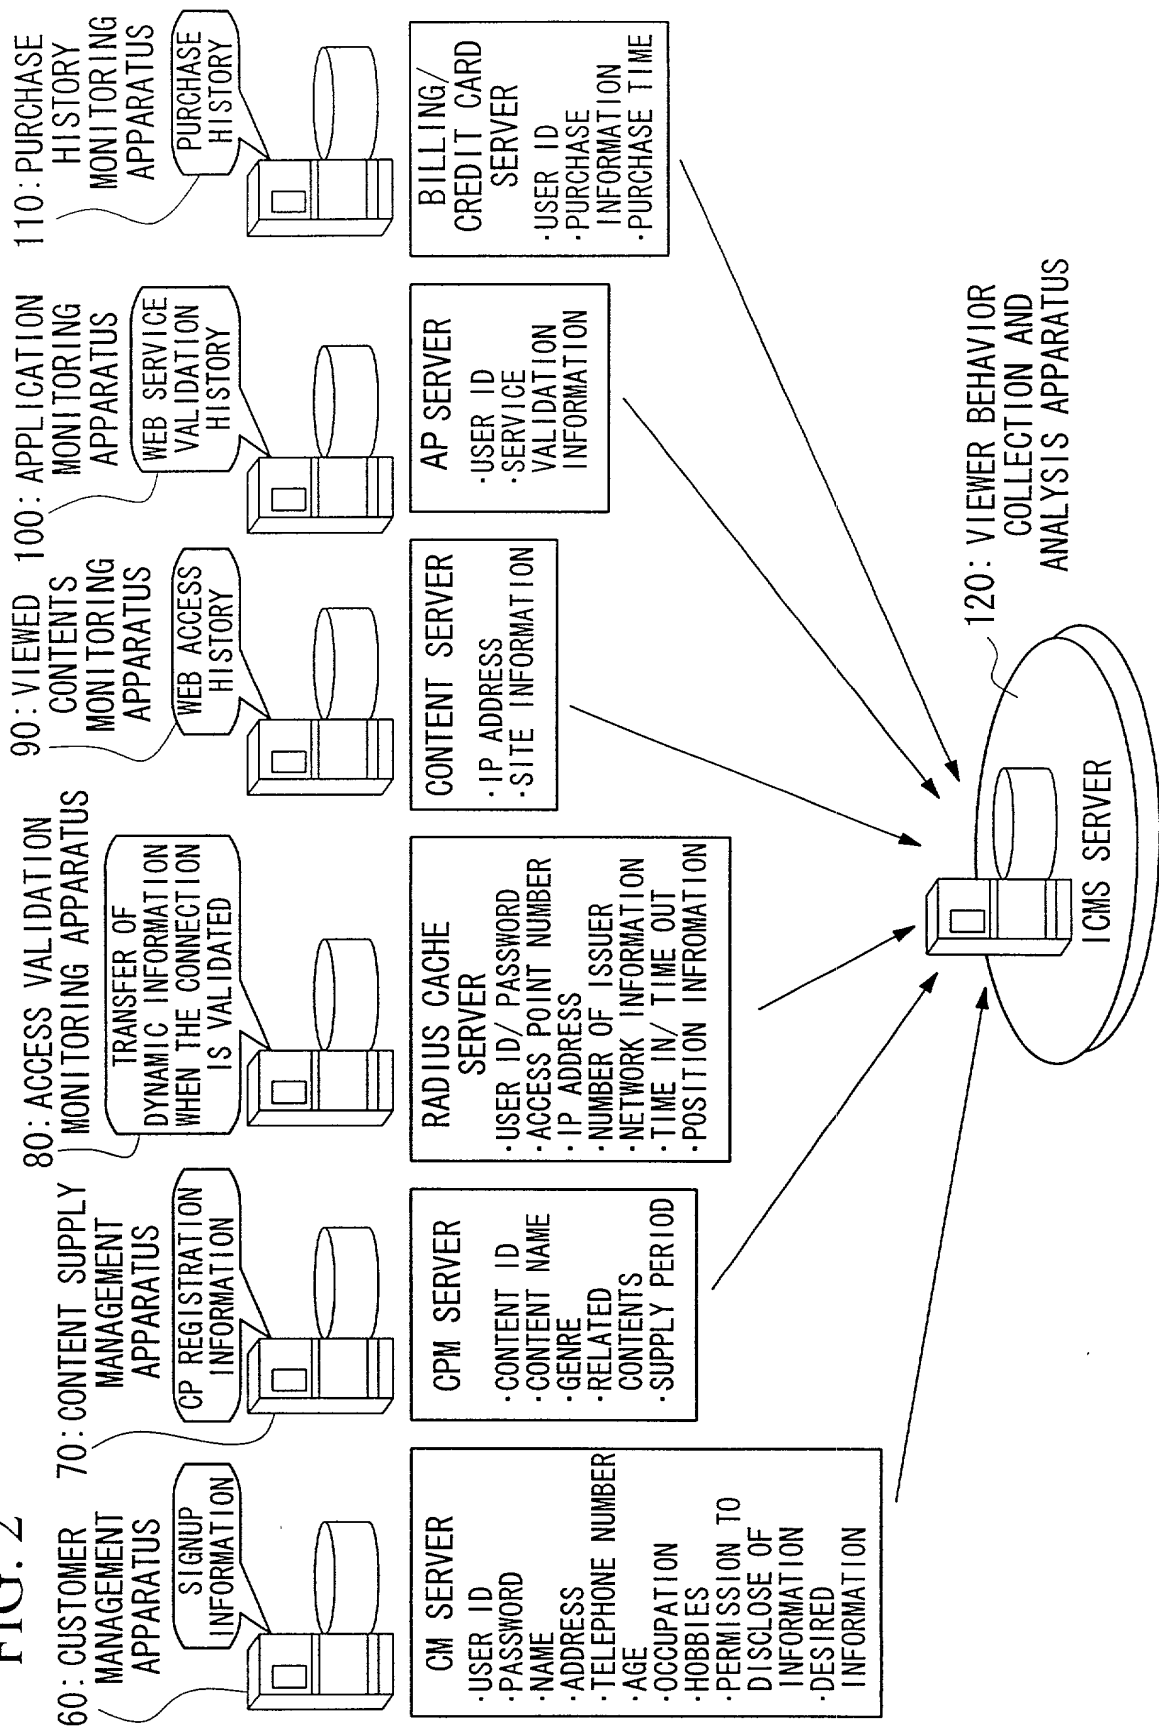 FIG. 2
60: CUSTOMER
MANAGEMENT
APPARATUS
SIGNUP
INFORMATION
CM SERVER
·USER ID
·PASSWORD
·NAME
·ADDRESS
·TELEPHONE NUMBER
·AGE
·OCCUPATION
·HOBBIES
·PERMISSION TO
DISCLOSE OF
INFORMATION
·DESIRED
INFORMATION
70: CONTENT SUPPLY
MANAGEMENT
APPARATUS
CP REGISTRATION
INFORMATION
CPM SERVER
·CONTENT ID
·CONTENT NAME
·GENRE
·RELATED
CONTENTS
·SUPPLY PERIOD
80: ACCESS VALIDATION
MONITORING APPARATUS
TRANSFER OF
DYNAMIC INFORMATION
WHEN THE CONNECTION
IS VALIDATED
RADIUS CACHE
SERVER
·USER ID/ PASSWORD
·ACCESS POINT NUMBER
·IP ADDRESS
·NUMBER OF ISSUER
·NETWORK INFORMATION
·TIME IN/ TIME OUT
·POSITION INFROMATION
90: VIEWED
CONTENTS
MONITORING
APPARATUS
WEB ACCESS
HISTORY
CONTENT SERVER
·IP ADDRESS
·SITE INFORMATION
100: APPLICATION
MONITORING
APPARATUS
WEB SERVICE
VALIDATION
HISTORY
AP SERVER
·USER ID
·SERVICE
VALIDATION
INFORMATION
110: PURCHASE
HISTORY
MONITORING
APPARATUS
PURCHASE
HISTORY
BILLING/
CREDIT CARD
SERVER
·USER ID
·PURCHASE
INFORMATION
·PURCHASE TIME
ICMS SERVER
120: VIEWER BEHAVIOR
COLLECTION AND
ANALYSIS APPARATUS